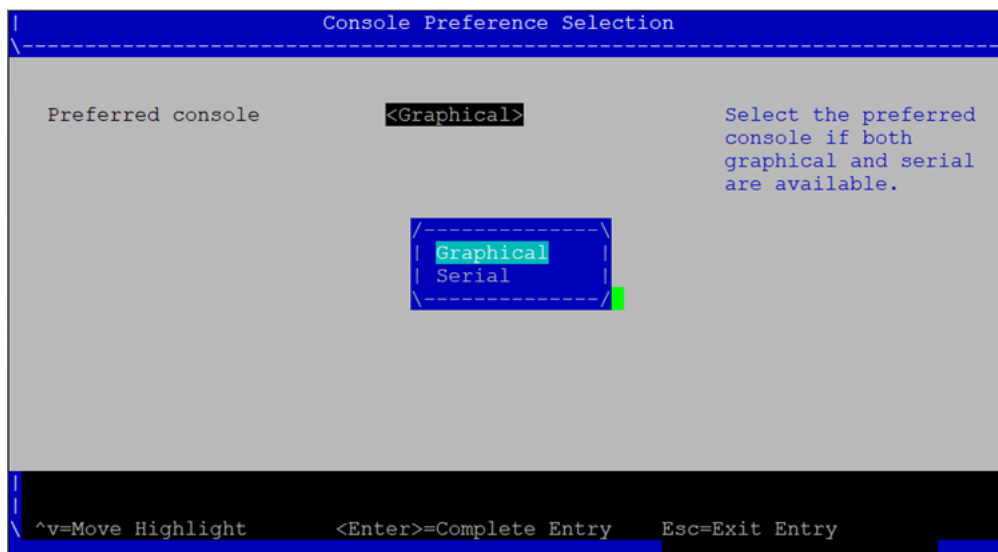 Console Preference Selection
Preferred console <Graphical> Select the preferred
console if both
graphical and serial
are available.
Graphical
Serial
^v=Move Highlight <Enter>=Complete Entry Esc=Exit Entry